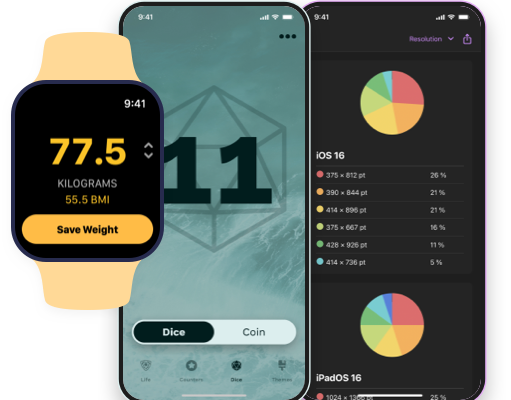 9:41
77.5
KILOGRAMS
55.5 BMI
Save Weight
9:41
11
Dice
Coin
Life
Counters
Dice
Themes
9:41
Resolution
iOS 16
375 × 812 pt 26 %
390 × 844 pt 21 %
414 × 896 pt 21 %
375 × 667 pt 16 %
428 × 926 pt 11 %
414 × 736 pt 5 %
iPadOS 16
1024 × 1366 pt 25 %